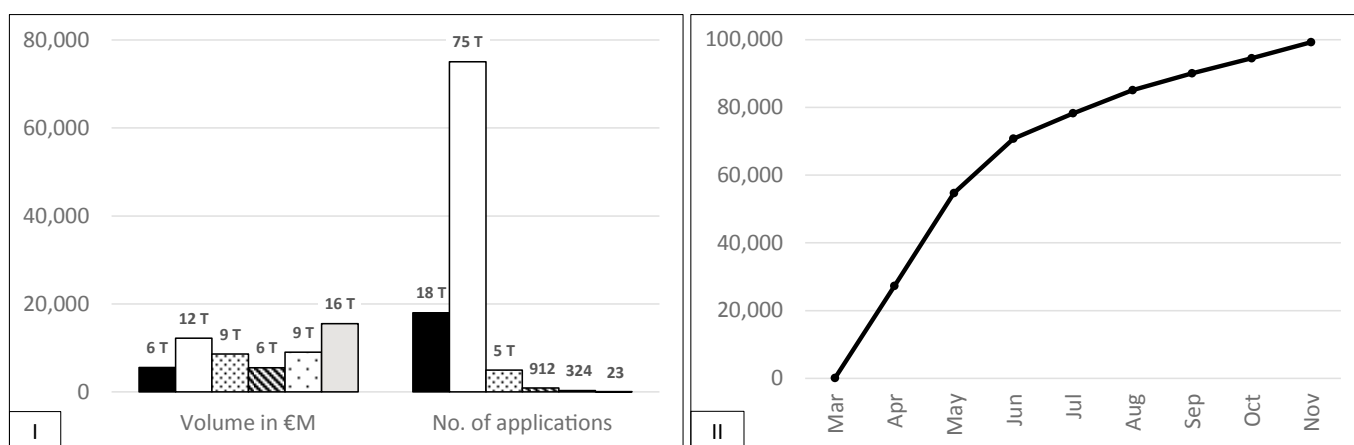 80,000
60,000
40,000
20,000
0
6 T
12 T
9 T
6 T
9 T
16 T
18 T
75 T
5 T
912
324
23
Volume in €M
No. of applications
I
100,000
80,000
60,000
40,000
20,000
0
Mar
Apr
May
Jun
Jul
Aug
Sep
Oct
Nov
II